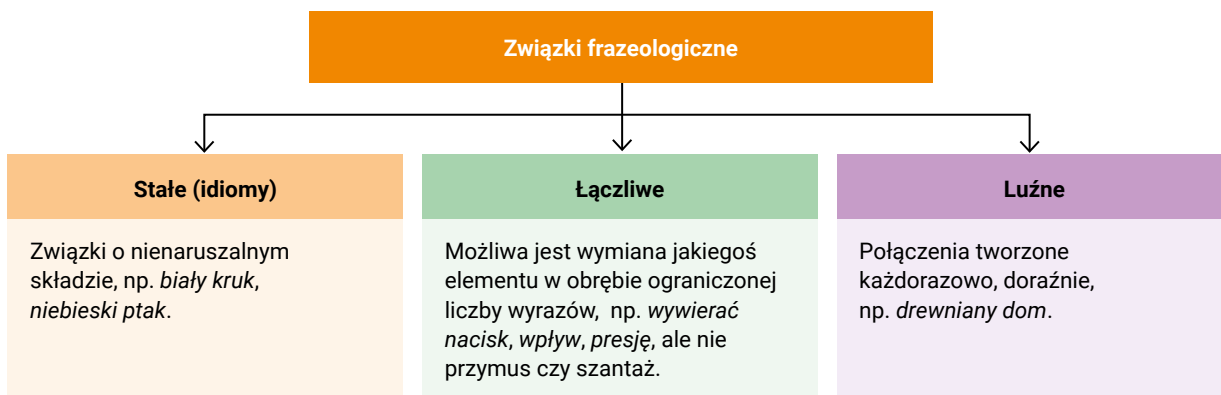 Związki frazeologiczne
Stałe (idiomy)
Związki o nienaruszalnym
składzie, np. biały kruk,
niebieski ptak.
Łączliwe
Możliwa jest wymiana jakiegoś
elementu w obrębie ograniczonej
liczby wyrazów,  np. wywierać
nacisk, wpływ, presję, ale nie
przymus czy szantaż.
Luźne
Połączenia tworzone
każdorazowo, doraźnie,
np. drewniany dom.